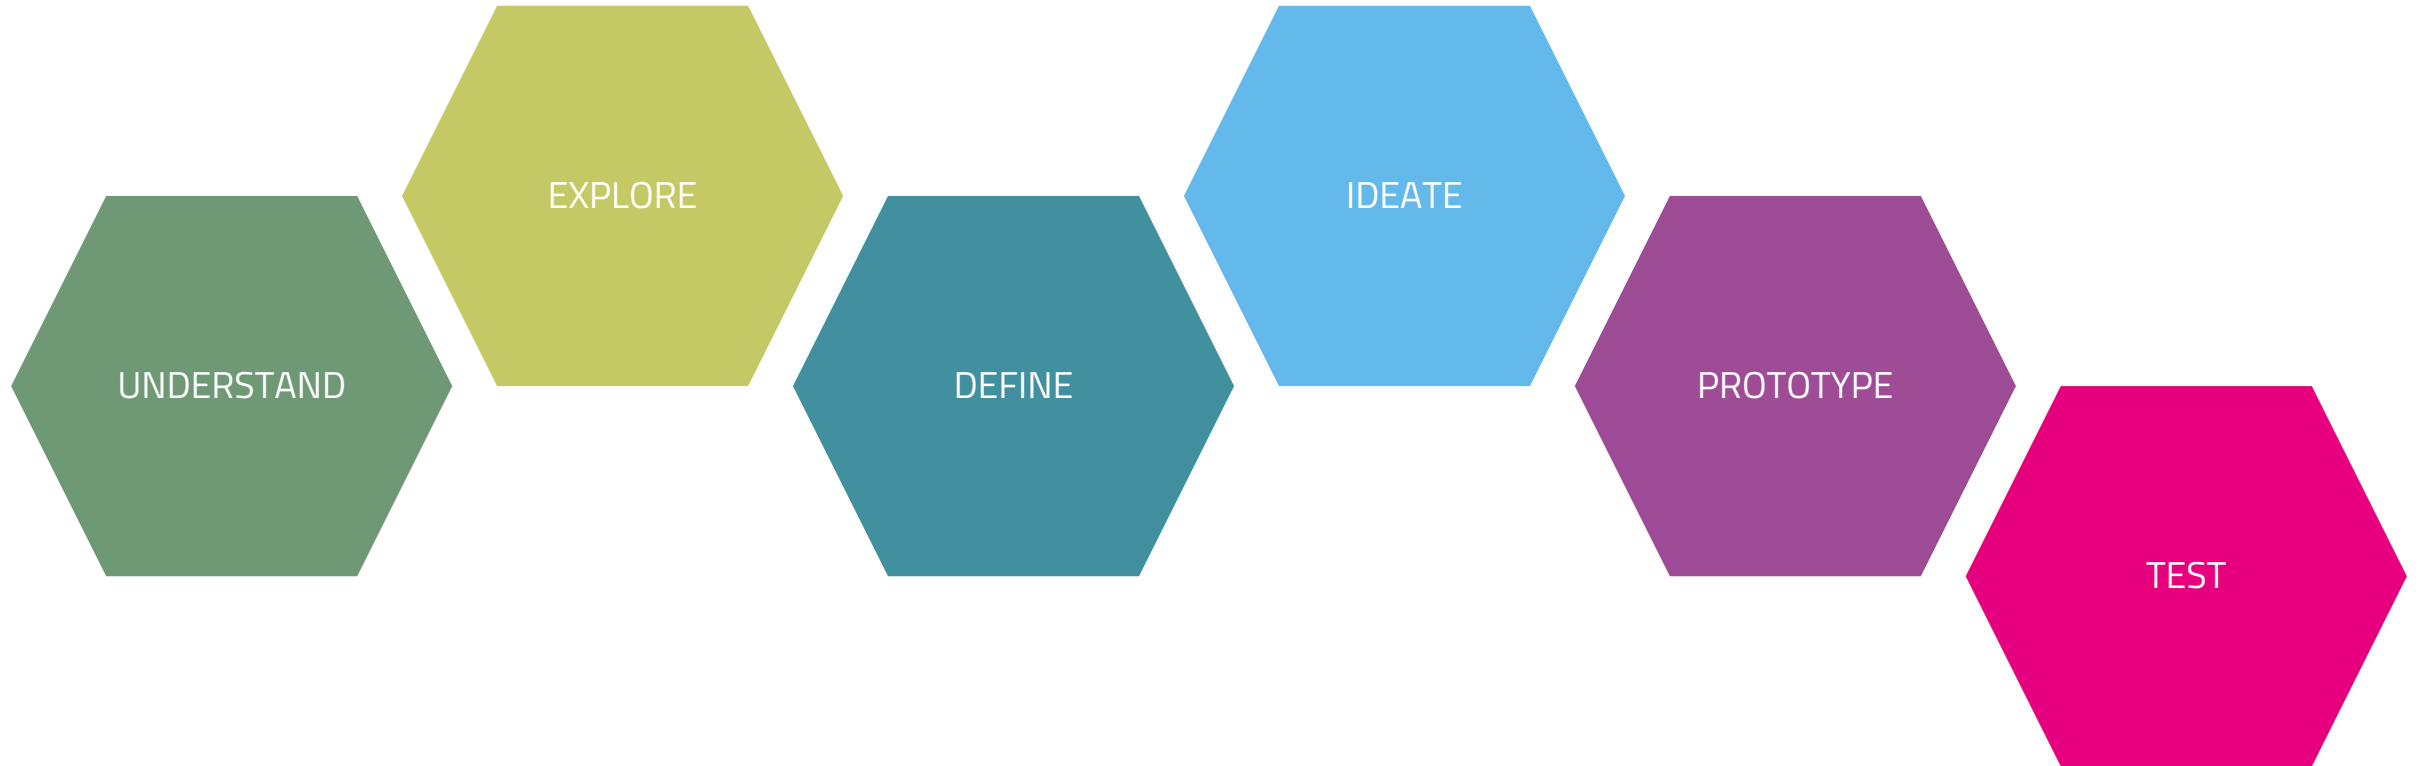 UNDERSTAND
EXPLORE
DEFINE
IDEATE
PROTOTYPE
TEST